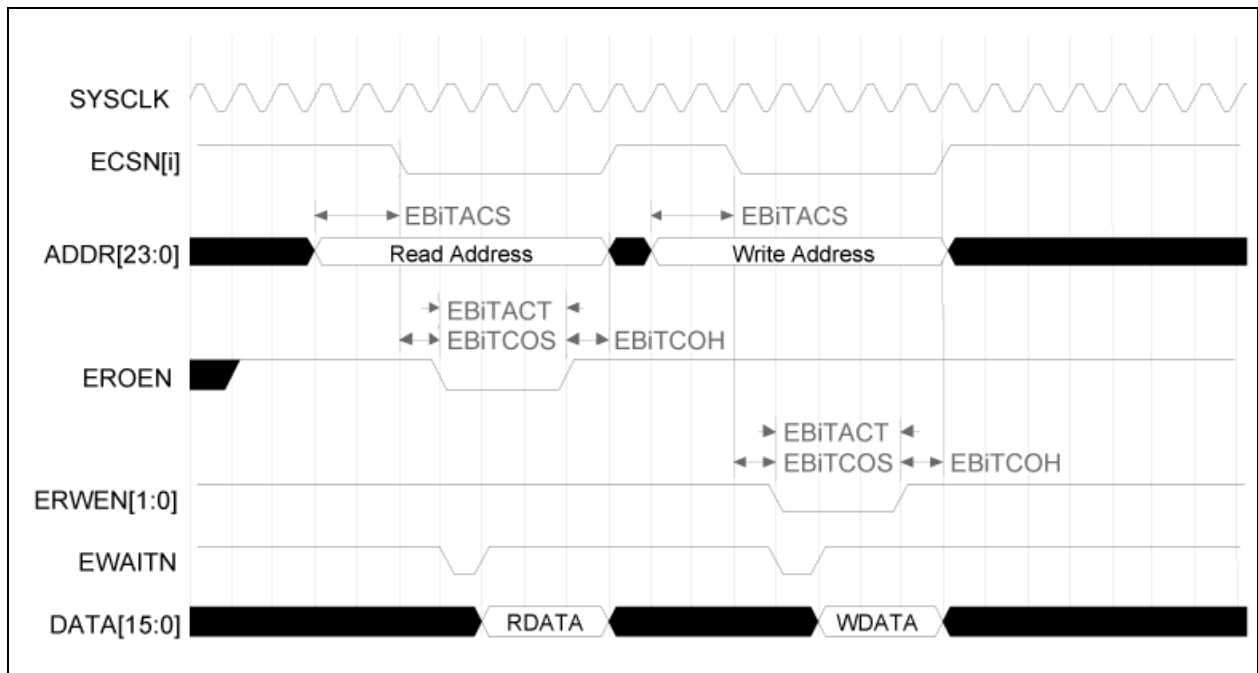 SYSCLK
ECSN[i]
EBiTACS EBiTACS
ADDR[23:0] Read Address Write Address
EBiTACT
EBiTCOS EBiTCOH
EROEN
EBiTACT
EBiTCOS EBiTCOH
ERWEN[1:0]
EWAITN
DATA[15:0] RDATA WDATA